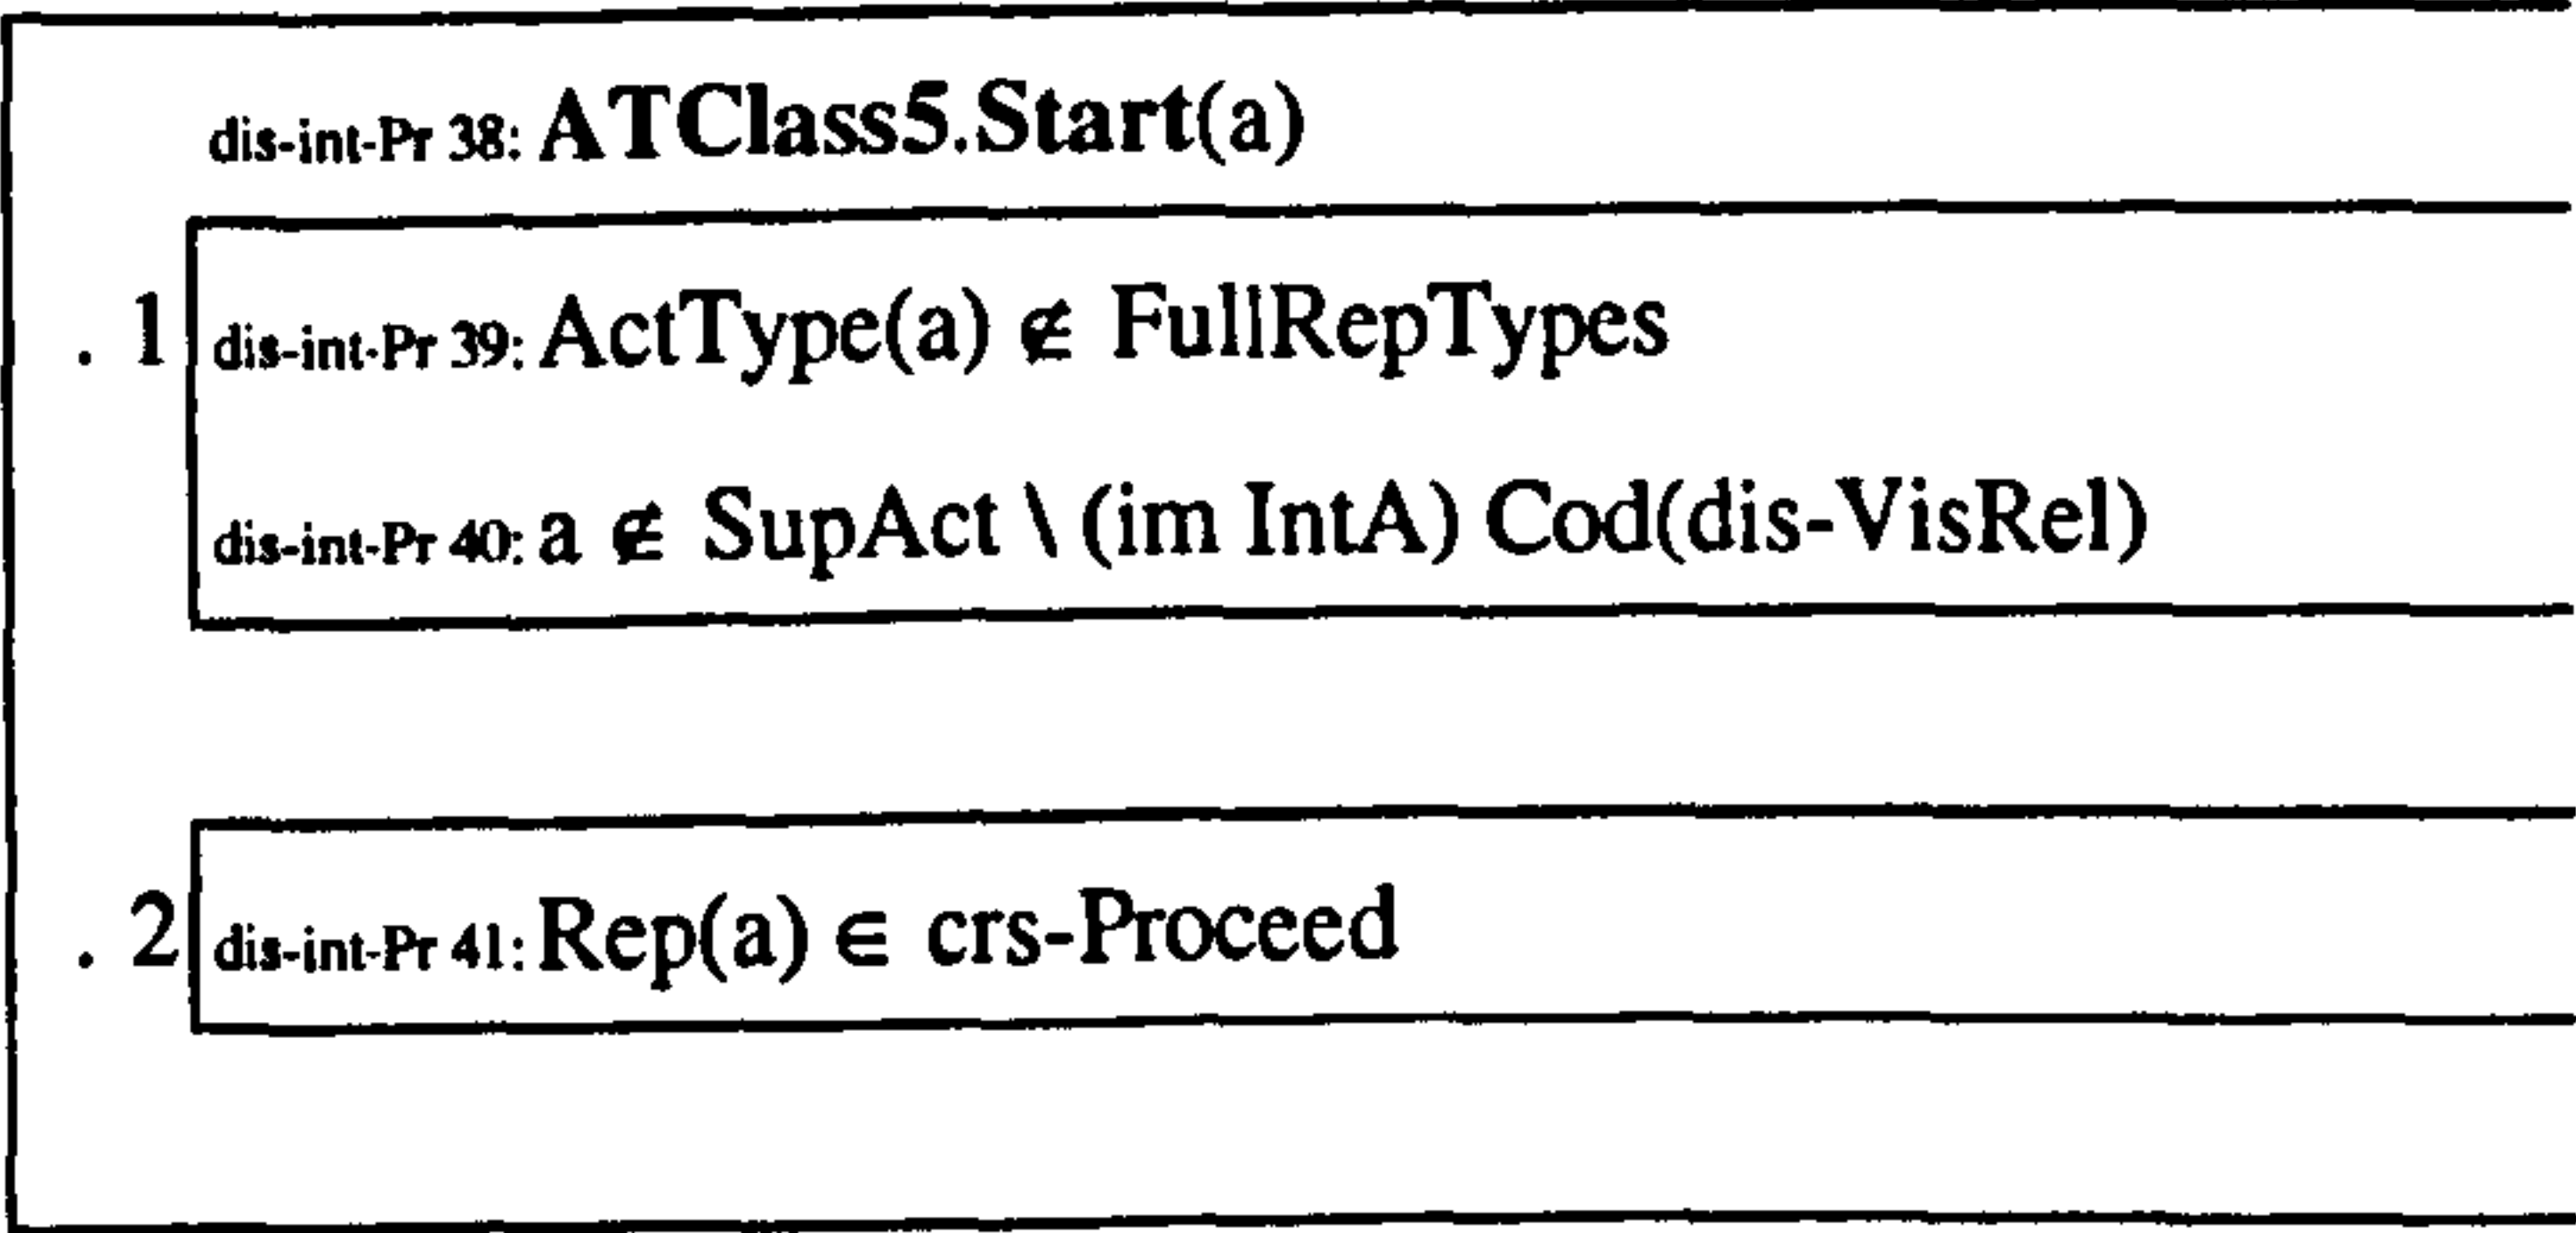 dis-int-Pr 38: ATClass5.Start(a)
. 1 dis-int-Pr 39: ActType(a) ∉ FullRepTypes
dis-int-Pr 40: a ∉ SupAct \ (im IntA) Cod(dis-VisRel)
. 2 dis-int-Pr 41: Rep(a) ∈ crs-Proceed